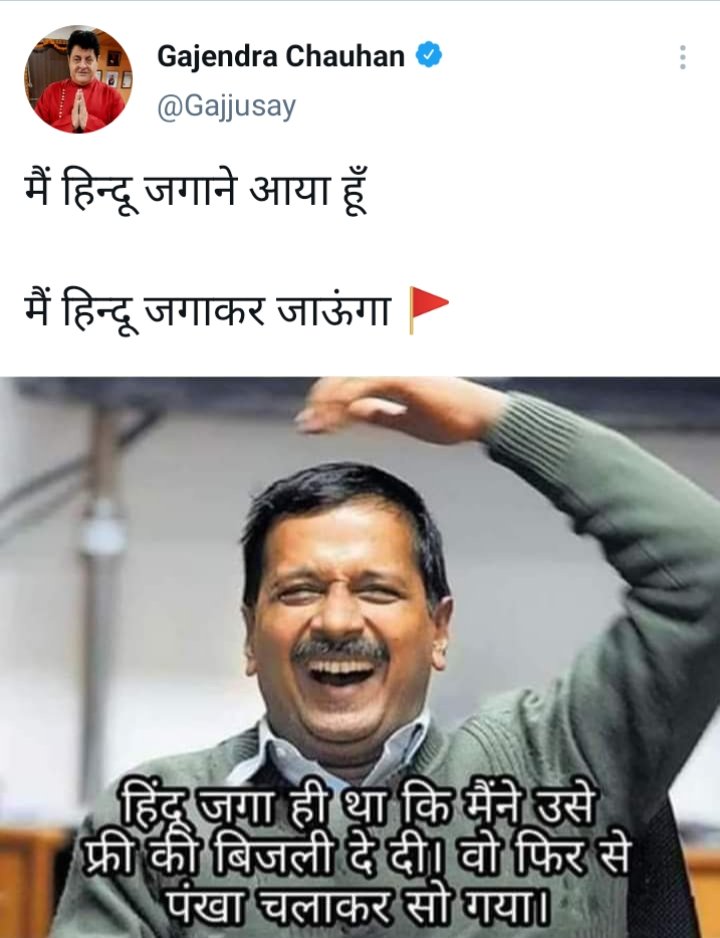 Gajendra Chauhan
@Gajjusay
मैं हिन्दू जगाने आया हूँ
मैं हिन्दू जगाकर जाऊंगा 🚩
हिंदू जगा ही था कि मैंने उसे
फ्री की बिजली दे दी। वो फिर से
पंखा चलाकर सो गया।